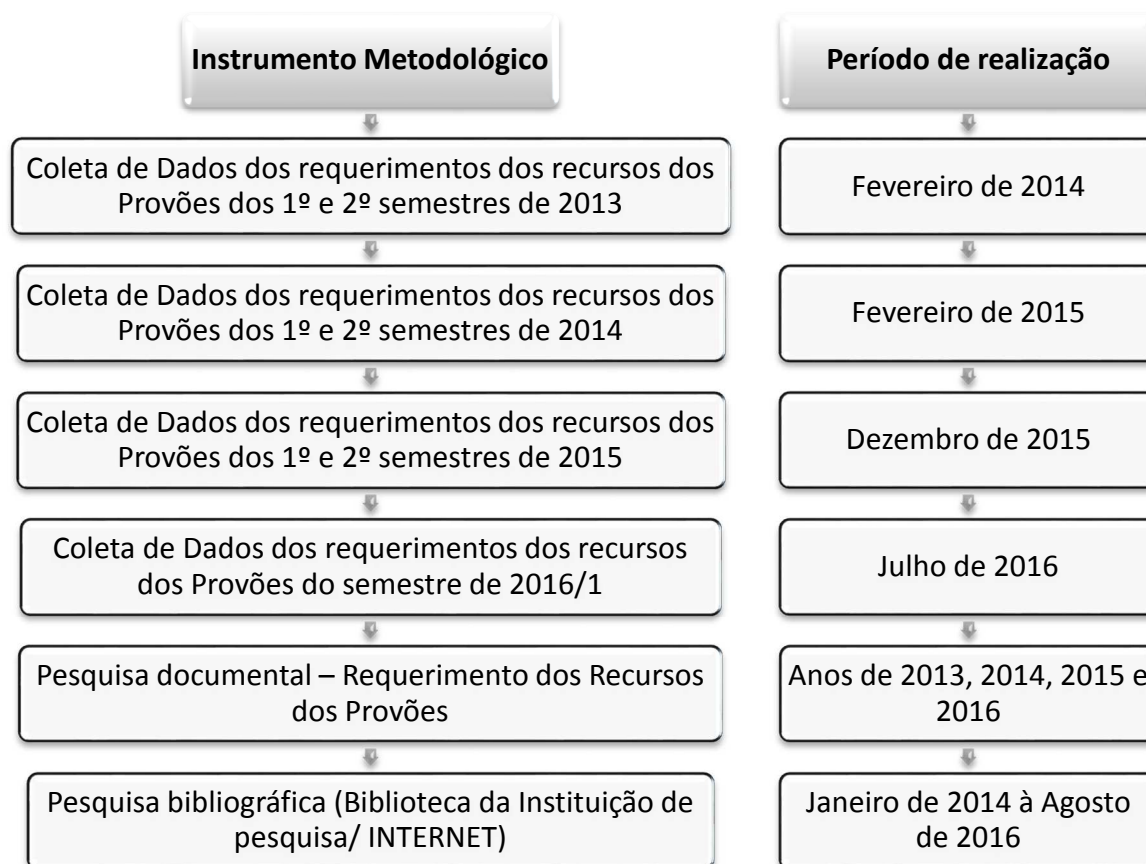 Instrumento Metodológico
Período de realização
Coleta de Dados dos requerimentos dos recursos dos
Provões dos 1º e 2º semestres de 2013
Fevereiro de 2014
Coleta de Dados dos requerimentos dos recursos dos
Provões dos 1º e 2º semestres de 2014
Fevereiro de 2015
Coleta de Dados dos requerimentos dos recursos dos
Provões dos 1º e 2º semestres de 2015
Dezembro de 2015
Coleta de Dados dos requerimentos dos recursos
dos Provões do semestre de 2016/1
Julho de 2016
Pesquisa documental – Requerimento dos Recursos
dos Provões
Anos de 2013, 2014, 2015 e
2016
Pesquisa bibliográfica (Biblioteca da Instituição de
pesquisa/ INTERNET)
Janeiro de 2014 à Agosto
de 2016